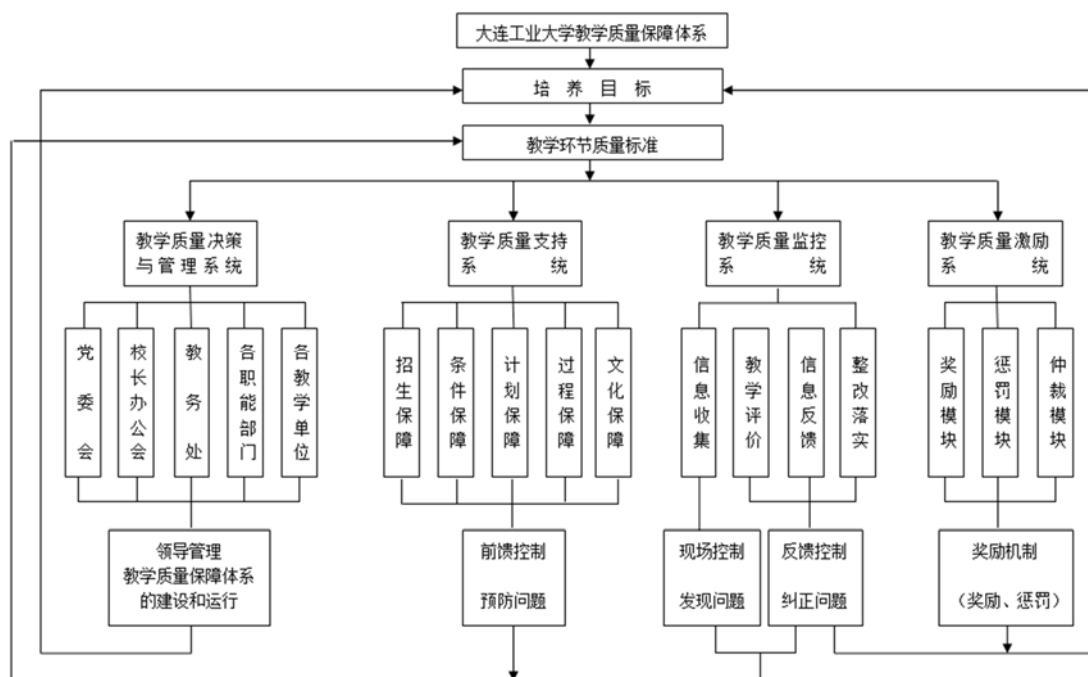 大连工业大学教学质量保障体系
培养目标
教学环节质量标准
教学质量决策
与管理系统
教学质量支持
系统
教学质量监控
系统
教学质量激励
系统
党委会
校长办公会
教务处
各职能部门
各教学单位
招生保障
条件保障
计划保障
过程保障
文化保障
信息收集
教学评价
信息反馈
整改落实
奖励模块
惩罚模块
仲裁模块
领导管理
教学质量保障体系
的建设和运行
前馈控制
预防问题
现场控制
发现问题
反馈控制
纠正问题
奖励机制
(奖励、惩罚)